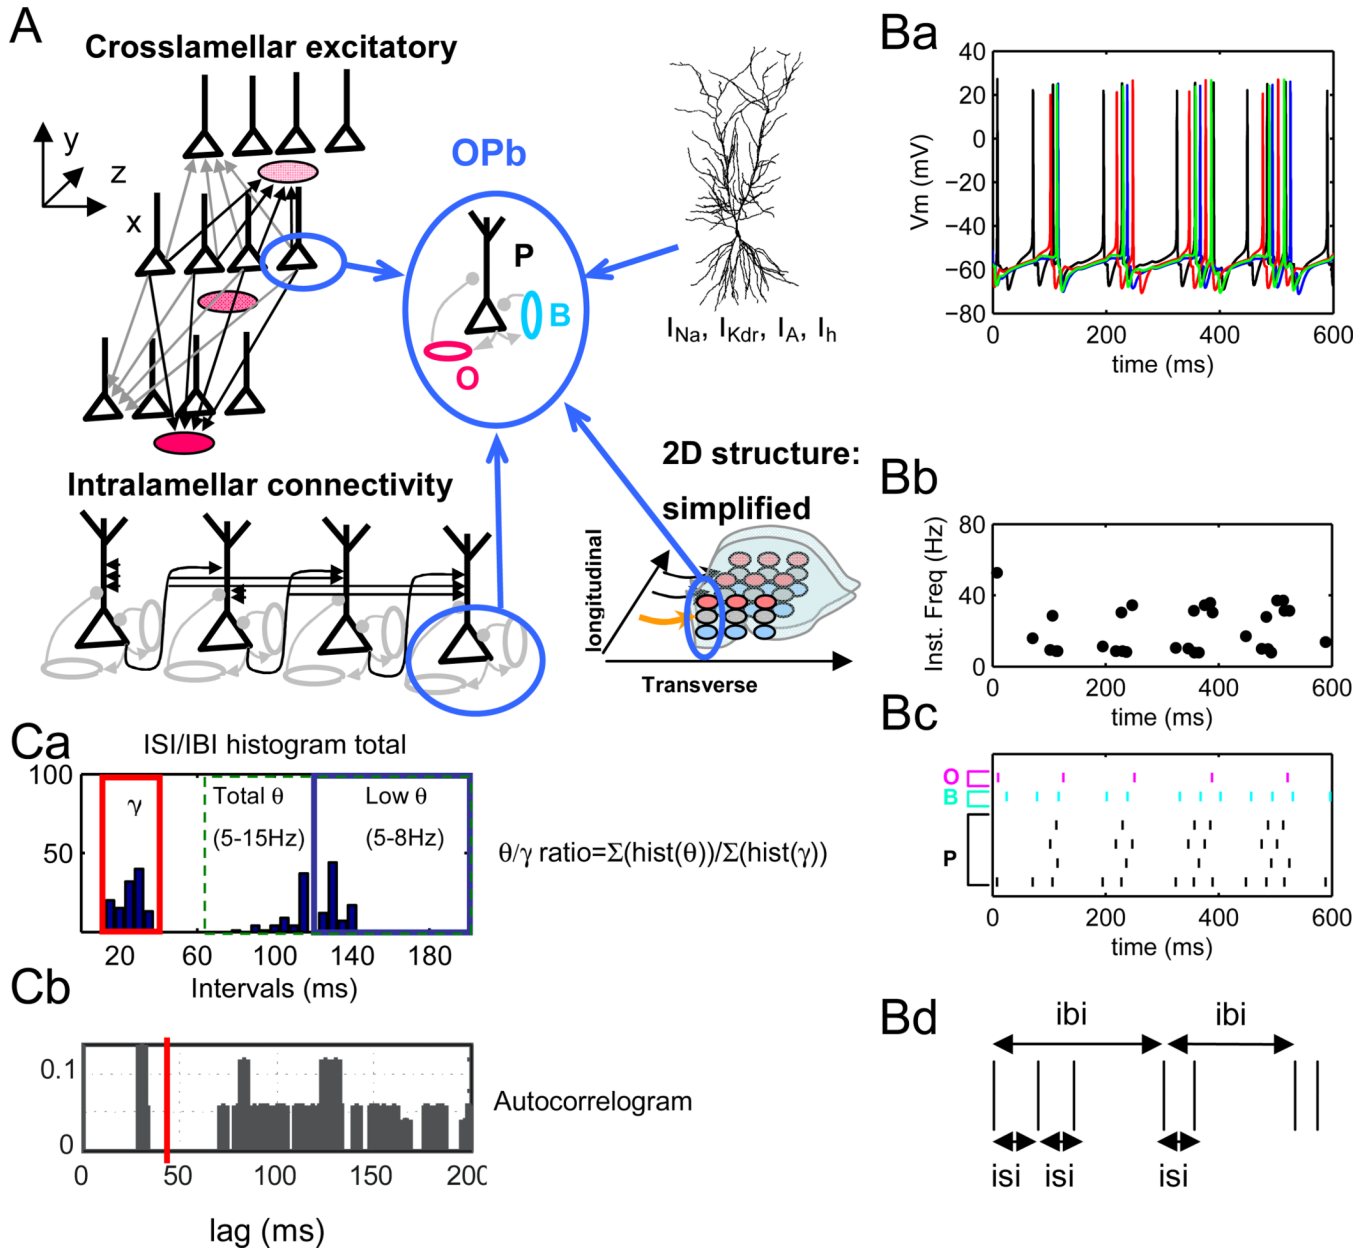 A
Crosslamellar excitatory
y
z
x
OPb
P
B
O
I_Na, I_Kdr, I_A, I_h
2D structure:
simplified
longitudinal
Transverse
Intralamellar connectivity
Ba
40
20
0
−20
−40
−60
−80
Vm (mV)
0 200 400 600
time (ms)
Bb
80
40
0
Inst. Freq (Hz)
0 200 400 600
time (ms)
Bc
O
B
P
0 200 400 600
time (ms)
Bd
ibi ibi
isi isi isi
Ca
ISI/IBI histogram total
100
50
γ
Total θ
(5-15Hz)
Low θ
(5-8Hz)
20 60 100 140 180
Intervals (ms)
θ/γ ratio=Σ(hist(θ))/Σ(hist(γ))
Cb
0.1
0
0 50 100 150 200
lag (ms)
Autocorrelogram